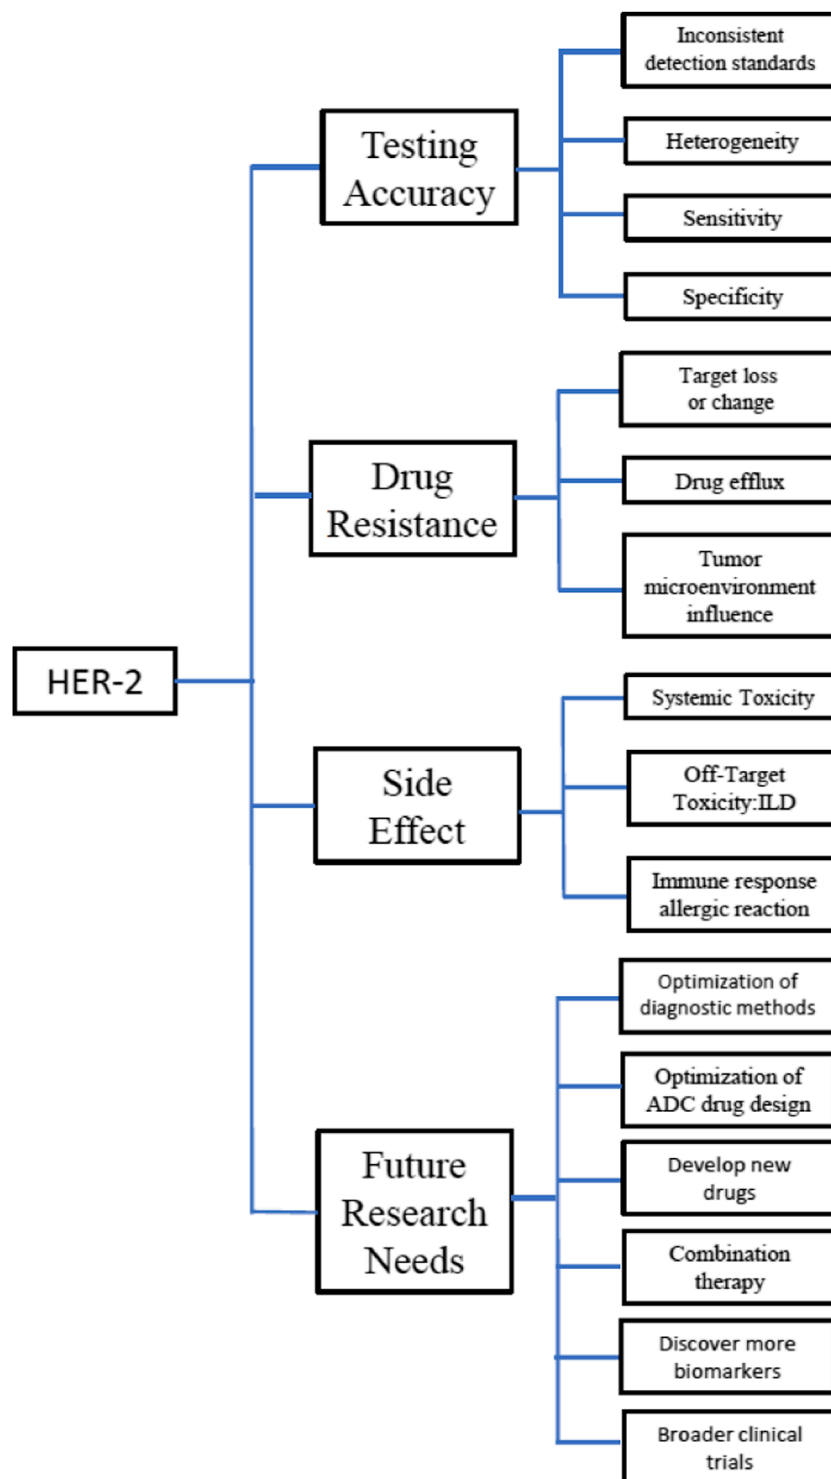 HER-2
Testing
Accuracy
Inconsistent
detection standards
Heterogeneity
Sensitivity
Specificity
Drug
Resistance
Target loss
or change
Drug efflux
Tumor
microenvironment
influence
Side
Effect
Systemic Toxicity
Off-Target
Toxicity:ILD
Immune response
allergic reaction
Future
Research
Needs
Optimization of
diagnostic methods
Optimization of
ADC drug design
Develop new
drugs
Combination
therapy
Discover more
biomarkers
Broader clinical
trials